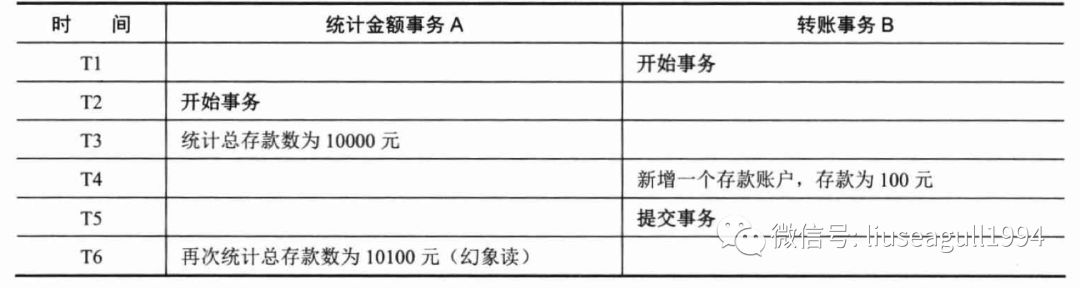 时 间 统计金额事务 A 转账事务 B
T1 开始事务
T2 开始事务
T3 统计总存款数为 10000 元
T4 新增一个存款账户，存款为 100 元
T5 提交事务
微信号: liuseagull1994
T6 再次统计总存款数为 10100 元（幻象读）